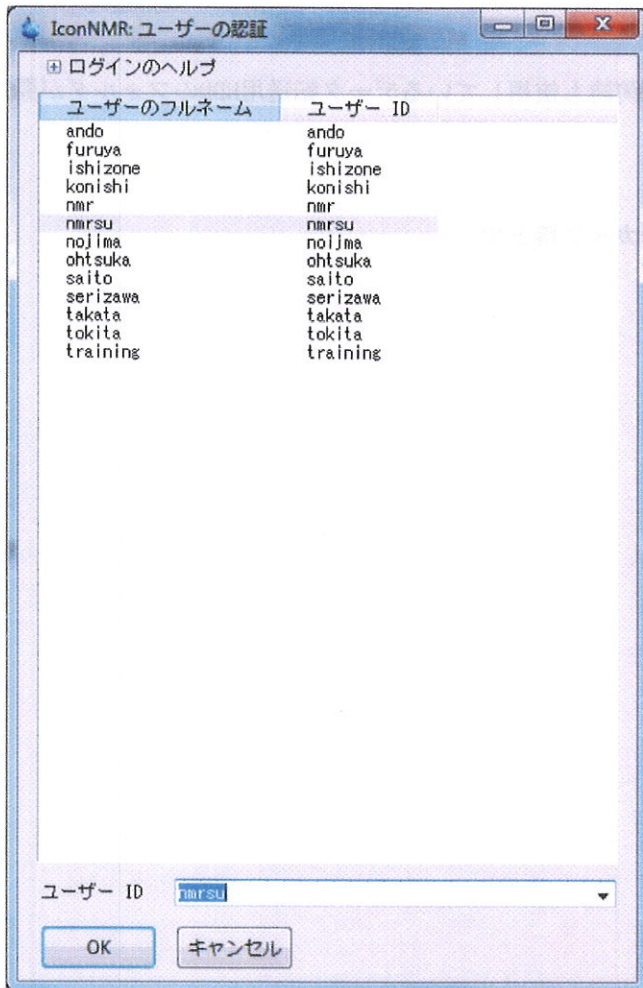 IconNMR: ユーザーの認証
ログインのヘルプ
ユーザーのフルネーム ユーザー ID
ando ando
furuya furuya
ishizone ishizone
konishi konishi
nmr nmr
nmrsu nmrsu
nojima noijma
ohtsuka ohtsuka
saito saito
serizawa serizawa
takata takata
tokita tokita
training training
ユーザー ID nmrsu
OK キャンセル